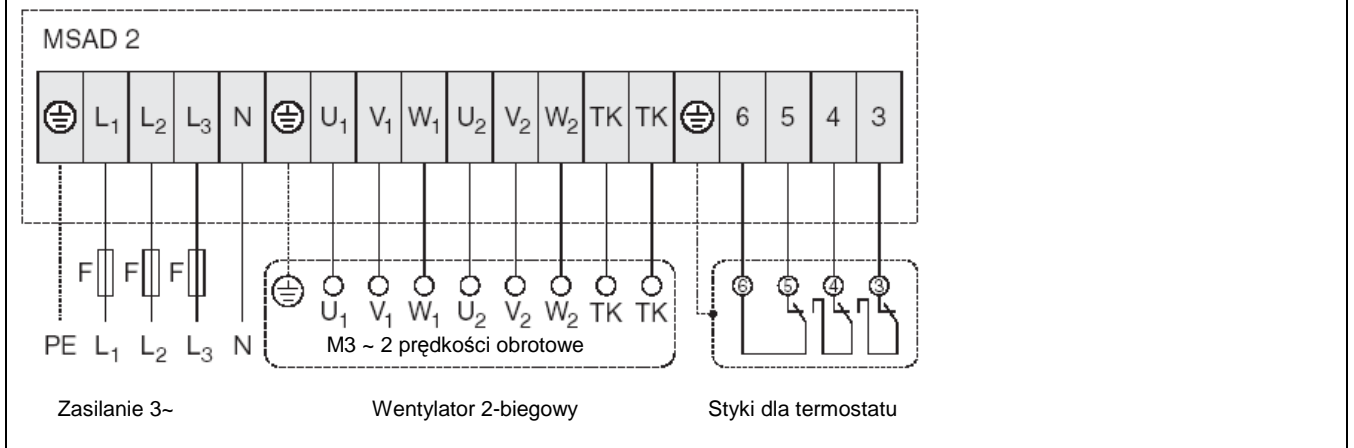 MSAD 2
L1 L2 L3 N U1 V1 W1 U2 V2 W2 TK TK 6 5 4 3
F F F
6 5 4 3
U1 V1 W1 U2 V2 W2 TK TK
PE L1 L2 L3 N
M3 ~ 2 prędkości obrotowe
Zasilanie 3~ Wentylator 2-biegowy Styki dla termostatu